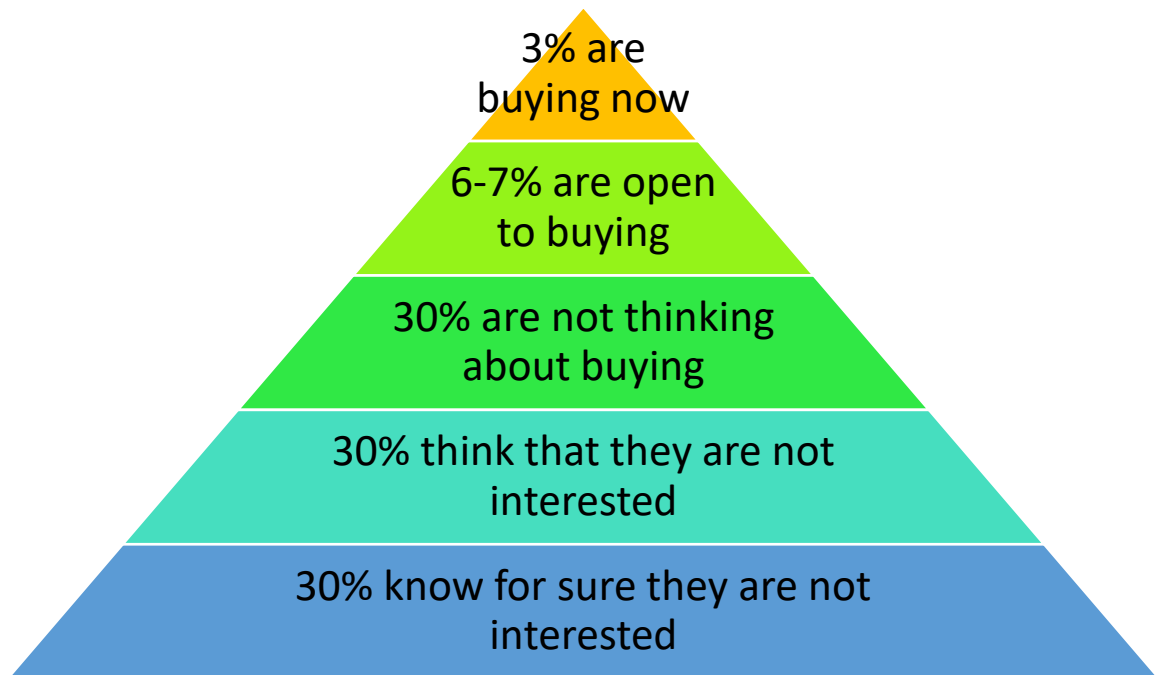 3% are
buying now
6-7% are open
to buying
30% are not thinking
about buying
30% think that they are not
interested
30% know for sure they are not
interested